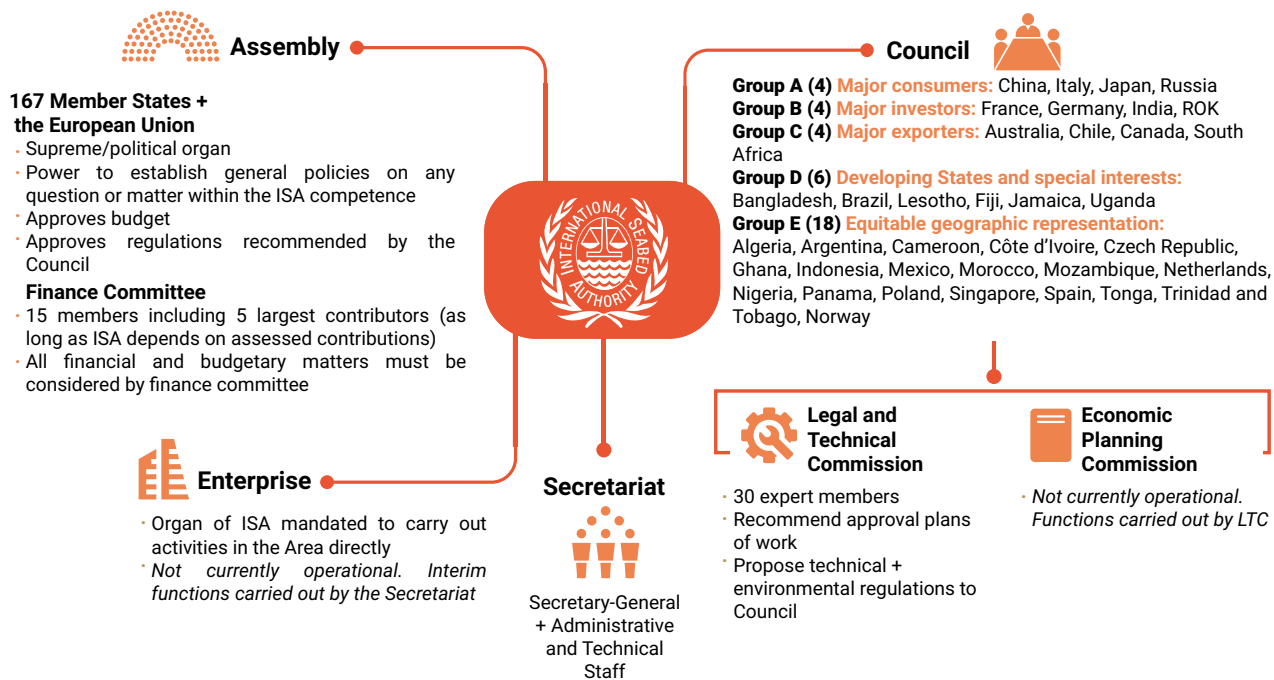 Assembly
167 Member States +
the European Union
· Supreme/political organ
· Power to establish general policies on any
question or matter within the ISA competence
· Approves budget
· Approves regulations recommended by the
Council
Finance Committee
· 15 members including 5 largest contributors (as
long as ISA depends on assessed contributions)
· All financial and budgetary matters must be
considered by finance committee
Council
Group A (4) Major consumers: China, Italy, Japan, Russia
Group B (4) Major investors: France, Germany, India, ROK
Group C (4) Major exporters: Australia, Chile, Canada, South
Africa
Group D (6) Developing States and special interests:
Bangladesh, Brazil, Lesotho, Fiji, Jamaica, Uganda
Group E (18) Equitable geographic representation:
Algeria, Argentina, Cameroon, Côte d’Ivoire, Czech Republic,
Ghana, Indonesia, Mexico, Morocco, Mozambique, Netherlands,
Nigeria, Panama, Poland, Singapore, Spain, Tonga, Trinidad and
Tobago, Norway
INTERNATIONAL SEABED
AUTHORITY
Enterprise
· Organ of ISA mandated to carry out
activities in the Area directly
· Not currently operational. Interim
functions carried out by the Secretariat
Secretariat
Secretary-General
+ Administrative
and Technical
Staff
Legal and
Technical
Commission
· 30 expert members
· Recommend approval plans
of work
· Propose technical +
environmental regulations to
Council
Economic
Planning
Commission
· Not currently operational.
Functions carried out by LTC